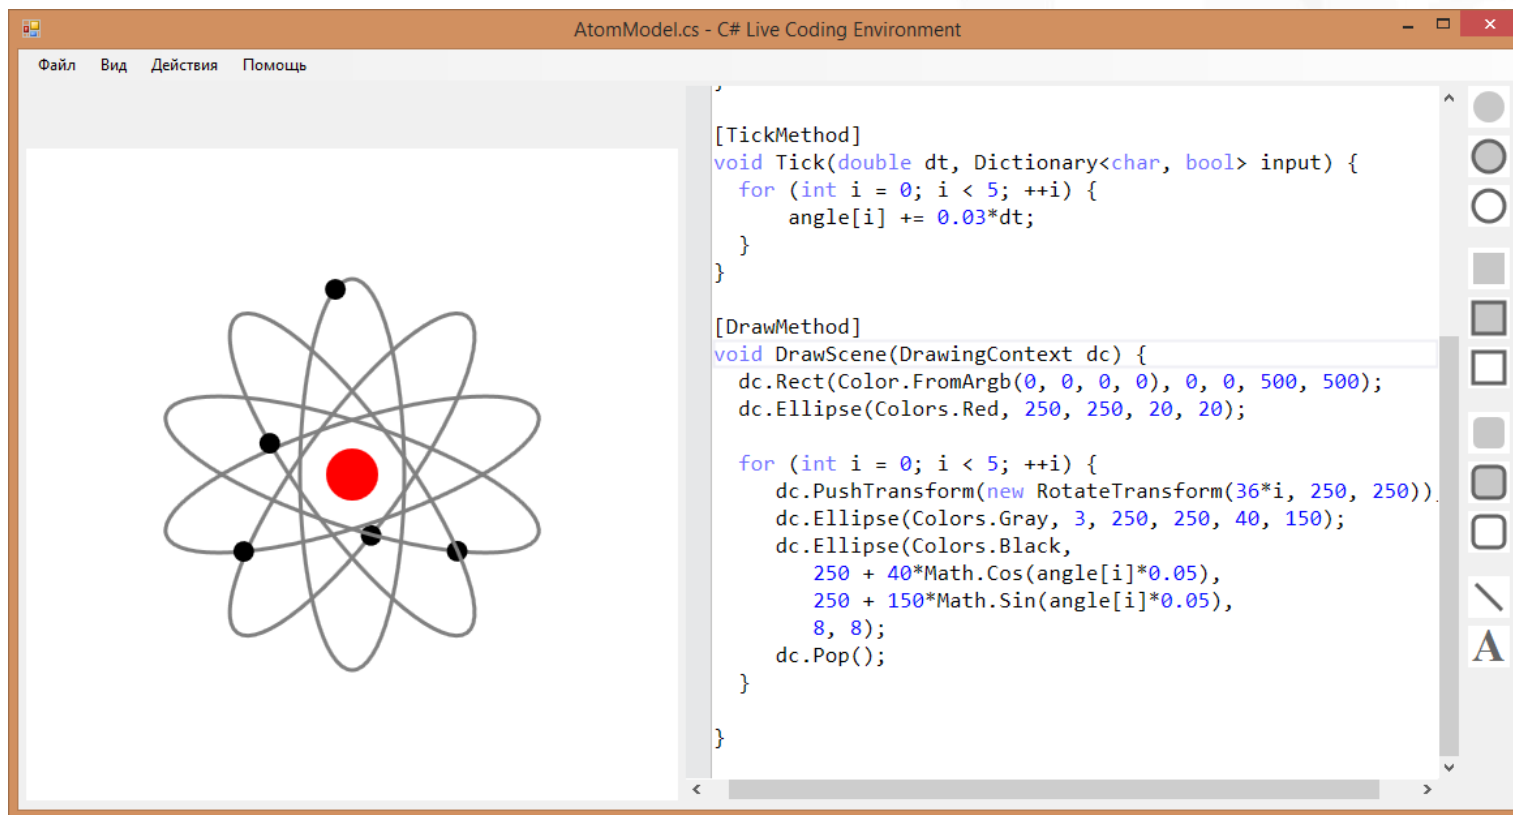 AtomModel.cs - C# Live Coding Environment
Файл Вид Действия Помощь
}
[TickMethod]
void Tick(double dt, Dictionary<char, bool> input) {
  for (int i = 0; i < 5; ++i) {
      angle[i] += 0.03*dt;
  }
}
[DrawMethod]
void DrawScene(DrawingContext dc) {
  dc.Rect(Color.FromArgb(0, 0, 0, 0), 0, 0, 500, 500);
  dc.Ellipse(Colors.Red, 250, 250, 20, 20);
  for (int i = 0; i < 5; ++i) {
     dc.PushTransform(new RotateTransform(36*i, 250, 250))
     dc.Ellipse(Colors.Gray, 3, 250, 250, 40, 150);
     dc.Ellipse(Colors.Black,
        250 + 40*Math.Cos(angle[i]*0.05),
        250 + 150*Math.Sin(angle[i]*0.05),
        8, 8);
     dc.Pop();
  }
}
A